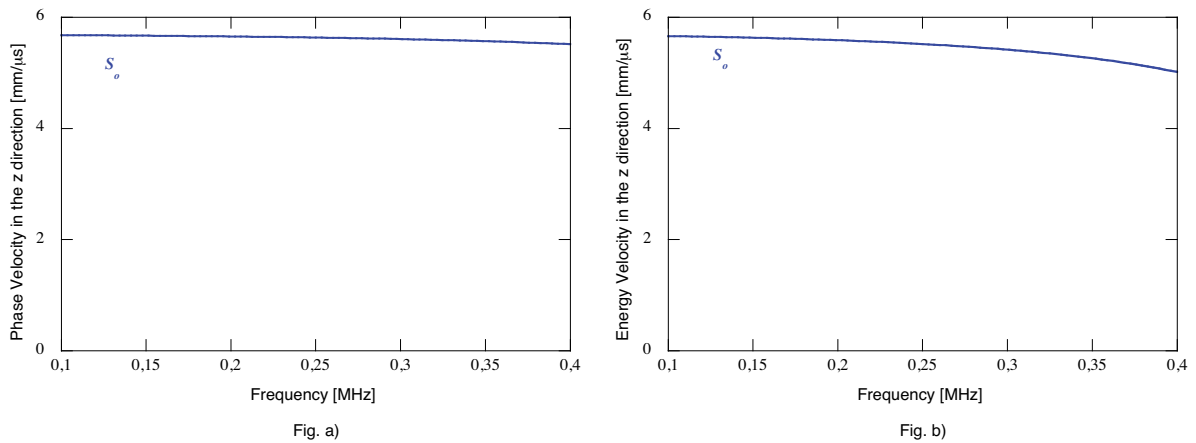 6
4
2
0
Phase Velocity in the z direction [mm/μs]
So
0,1 0,15 0,2 0,25 0,3 0,35 0,4
Frequency [MHz]
Fig. a)
6
4
2
0
Energy Velocity in the z direction [mm/μs]
So
0,1 0,15 0,2 0,25 0,3 0,35 0,4
Frequency [MHz]
Fig. b)